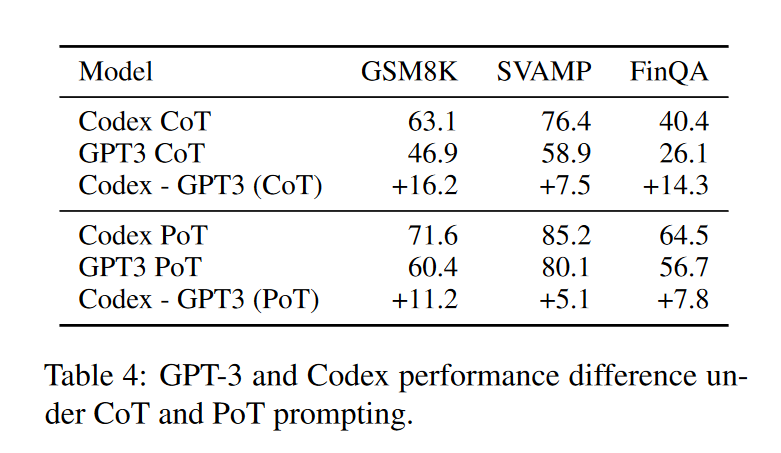 Model GSM8K SVAMP FinQA
Codex CoT 63.1 76.4 40.4
GPT3 CoT 46.9 58.9 26.1
Codex - GPT3 (CoT) +16.2 +7.5 +14.3
Codex PoT 71.6 85.2 64.5
GPT3 PoT 60.4 80.1 56.7
Codex - GPT3 (PoT) +11.2 +5.1 +7.8
Table 4: GPT-3 and Codex performance difference un-
der CoT and PoT prompting.